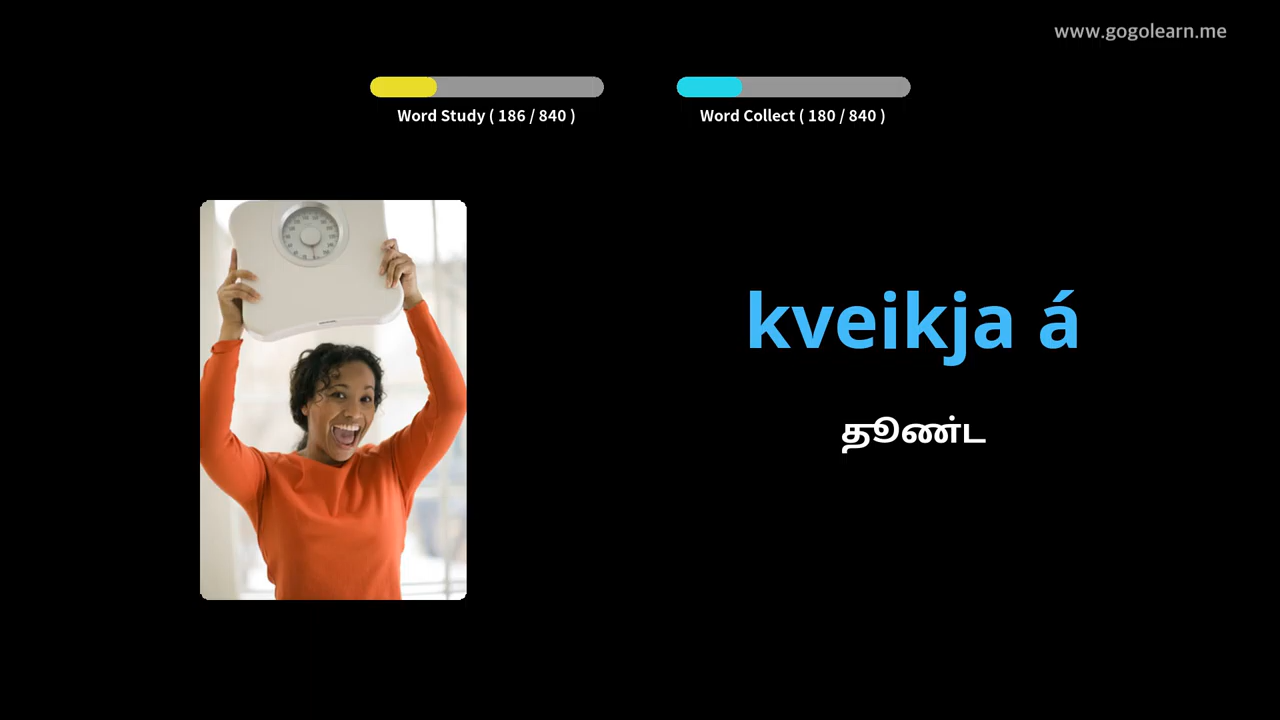 www.gogolearn.me
Word Study ( 186 / 840 )
Word Collect ( 180 / 840 )
kveikja á
தூண்ட